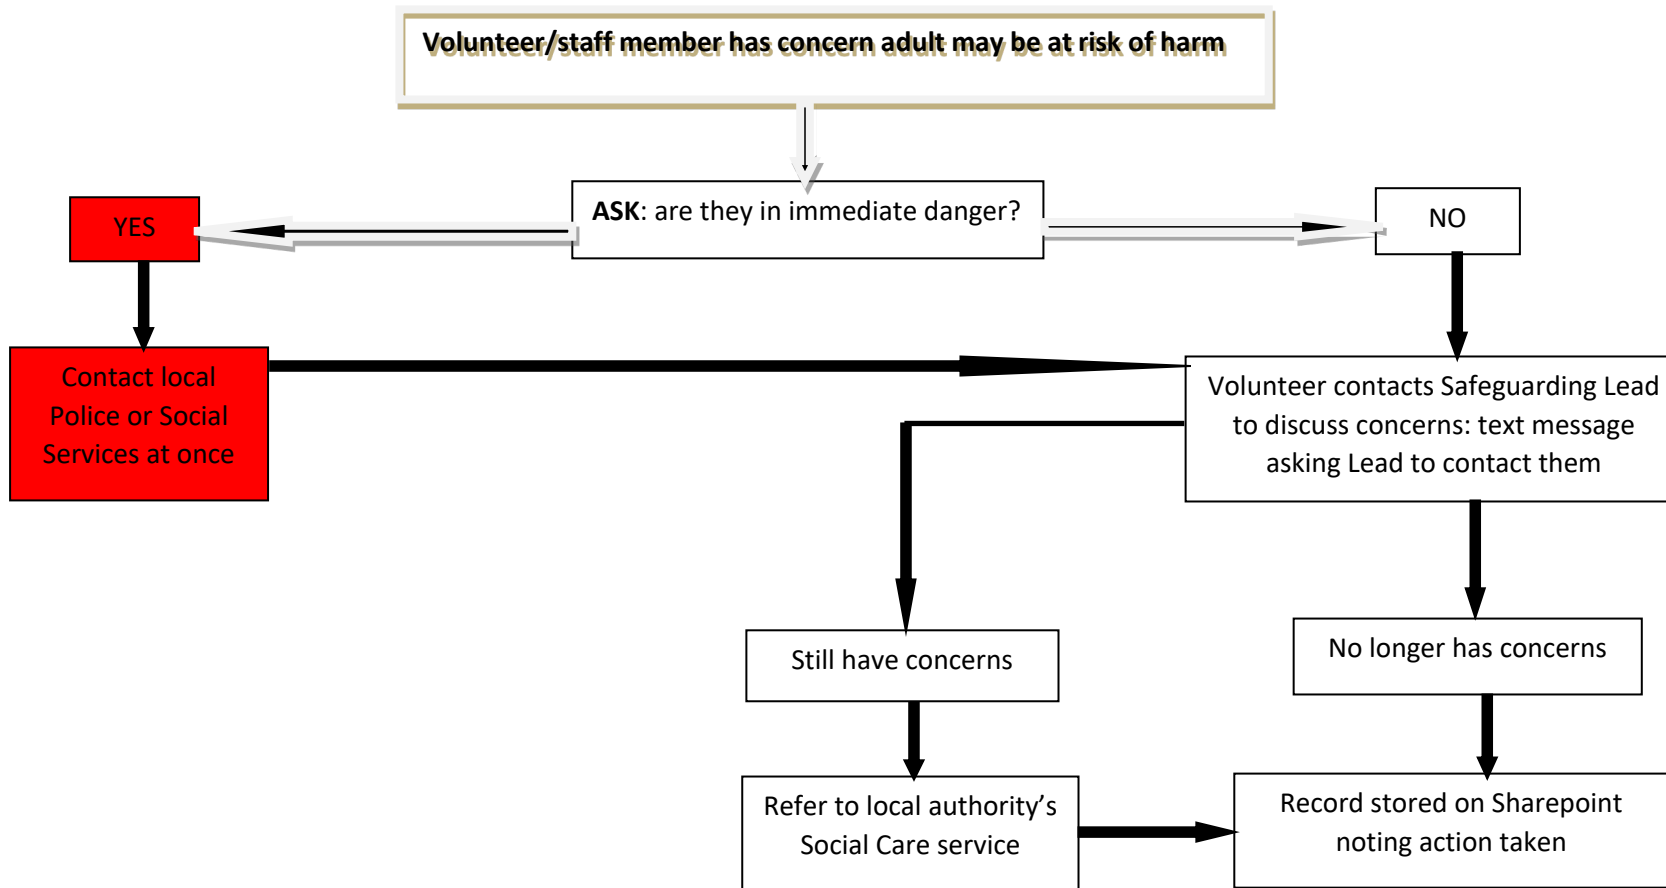 Volunteer/staff member has concern adult may be at risk of harm
ASK: are they in immediate danger?
YES
NO
Contact local
Police or Social
Services at once
Volunteer contacts Safeguarding Lead
to discuss concerns: text message
asking Lead to contact them
Still have concerns
No longer has concerns
Refer to local authority’s
Social Care service
Record stored on Sharepoint
noting action taken